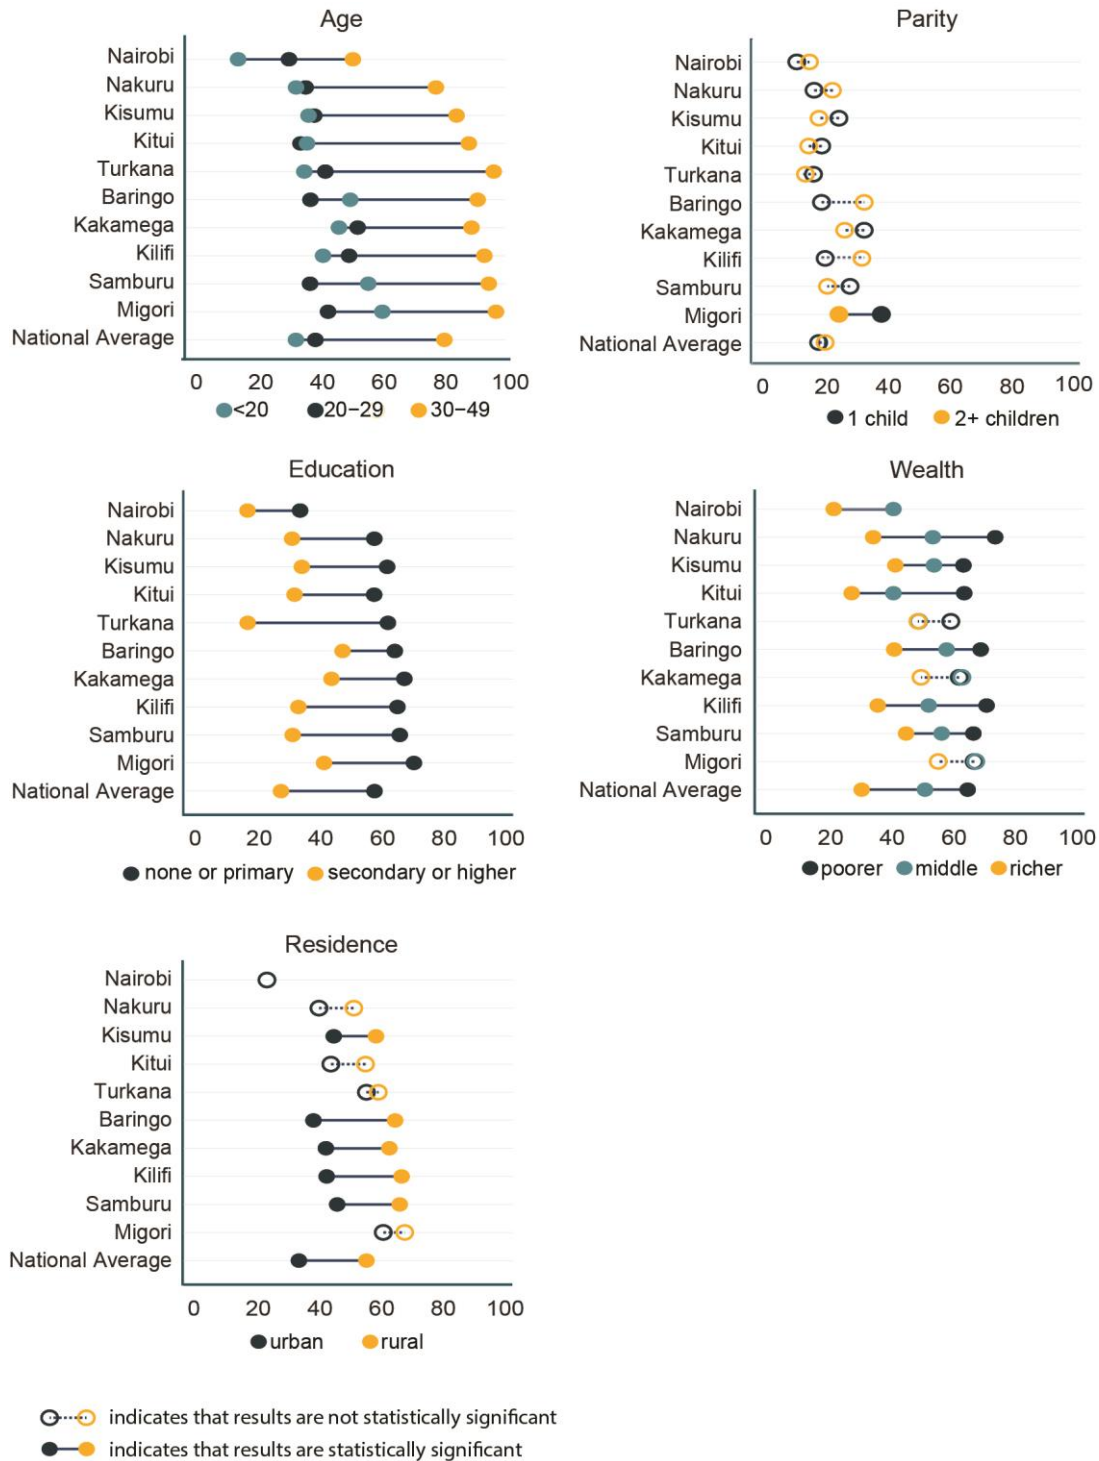 Age
Nairobi
Nakuru
Kisumu
Kitui
Turkana
Baringo
Kakamega
Kilifi
Samburu
Migori
National Average
0 20 40 60 80 100
<20 20–29 30–49
Parity
Nairobi
Nakuru
Kisumu
Kitui
Turkana
Baringo
Kakamega
Kilifi
Samburu
Migori
National Average
0 20 40 60 80 100
1 child 2+ children
Education
Nairobi
Nakuru
Kisumu
Kitui
Turkana
Baringo
Kakamega
Kilifi
Samburu
Migori
National Average
0 20 40 60 80 100
none or primary secondary or higher
Wealth
Nairobi
Nakuru
Kisumu
Kitui
Turkana
Baringo
Kakamega
Kilifi
Samburu
Migori
National Average
0 20 40 60 80 100
poorer middle richer
Residence
Nairobi
Nakuru
Kisumu
Kitui
Turkana
Baringo
Kakamega
Kilifi
Samburu
Migori
National Average
0 20 40 60 80 100
urban rural
indicates that results are not statistically significant
indicates that results are statistically significant